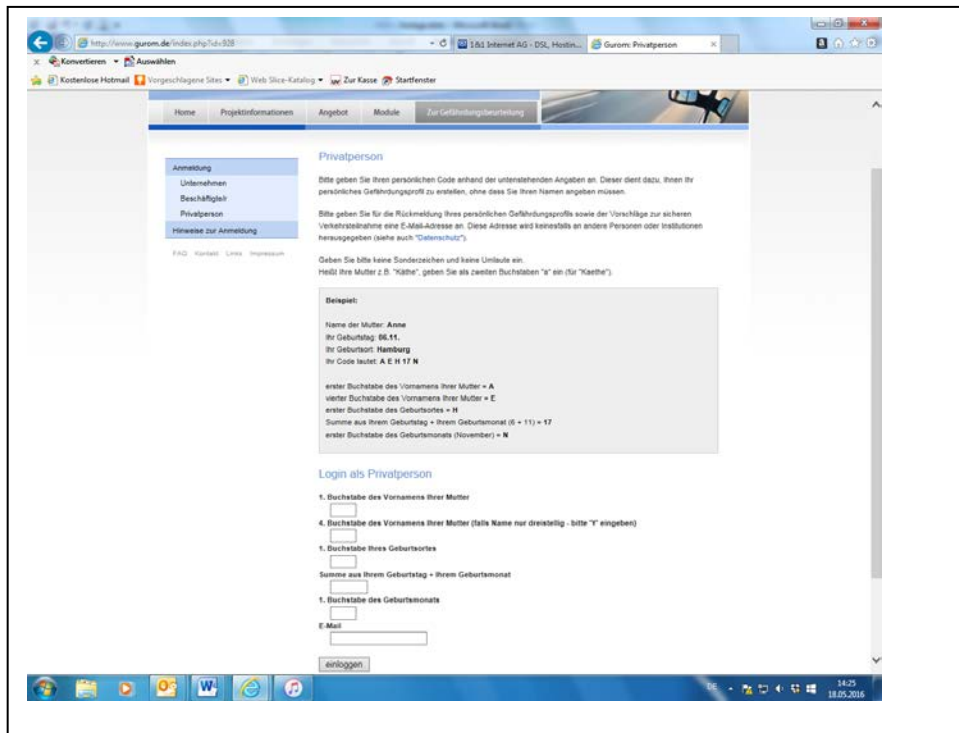 http://www.gurom.de/index.php?id=928
1&1 Internet AG - DSL, Hostin...
Gurom: Privatperson
x Konvertieren Auswählen
Kostenlose Hotmail Vorgeschlagene Sites Web Slice-Katalog Zur Kasse Startfenster
Home Projektinformationen Angebot Module Zur Gefährdungsbeurteilung
Anmeldung
Unternehmen
Beschäftigte/r
Privatperson
Hinweise zur Anmeldung
FAQ Kontakt Links Impressum
Privatperson
Bitte geben Sie Ihren persönlichen Code anhand der untenstehenden Angaben an. Dieser dient dazu, Ihnen Ihr
persönliches Gefährdungsprofil zu erstellen, ohne dass Sie Ihren Namen angeben müssen.
Bitte geben Sie für die Rückmeldung Ihres persönlichen Gefährdungsprofils sowie der Vorschläge zur sicheren
Verkehrsteilnahme eine E-Mail-Adresse an. Diese Adresse wird keinesfalls an andere Personen oder Institutionen
herausgegeben (siehe auch "Datenschutz").
Geben Sie bitte keine Sonderzeichen und keine Umlaute ein.
Heißt Ihre Mutter z.B. "Käthe", geben Sie als zweiten Buchstaben "a" ein (für "Kaethe").
Beispiel:
Name der Mutter: Anne
Ihr Geburtstag: 06.11.
Ihr Geburtsort: Hamburg
Ihr Code lautet: A E H 17 N
erster Buchstabe des Vornamens Ihrer Mutter = A
vierter Buchstabe des Vornamens Ihrer Mutter = E
erster Buchstabe des Geburtsortes = H
Summe aus Ihrem Geburtstag + Ihrem Geburtsmonat (6 + 11) = 17
erster Buchstabe des Geburtsmonats (November) = N
Login als Privatperson
1. Buchstabe des Vornamens Ihrer Mutter
4. Buchstabe des Vornamens Ihrer Mutter (falls Name nur dreistellig - bitte "Y" eingeben)
1. Buchstabe Ihres Geburtsortes
Summe aus Ihrem Geburtstag + Ihrem Geburtsmonat
1. Buchstabe des Geburtsmonats
E-Mail
einloggen
DE
14:25
18.05.2016